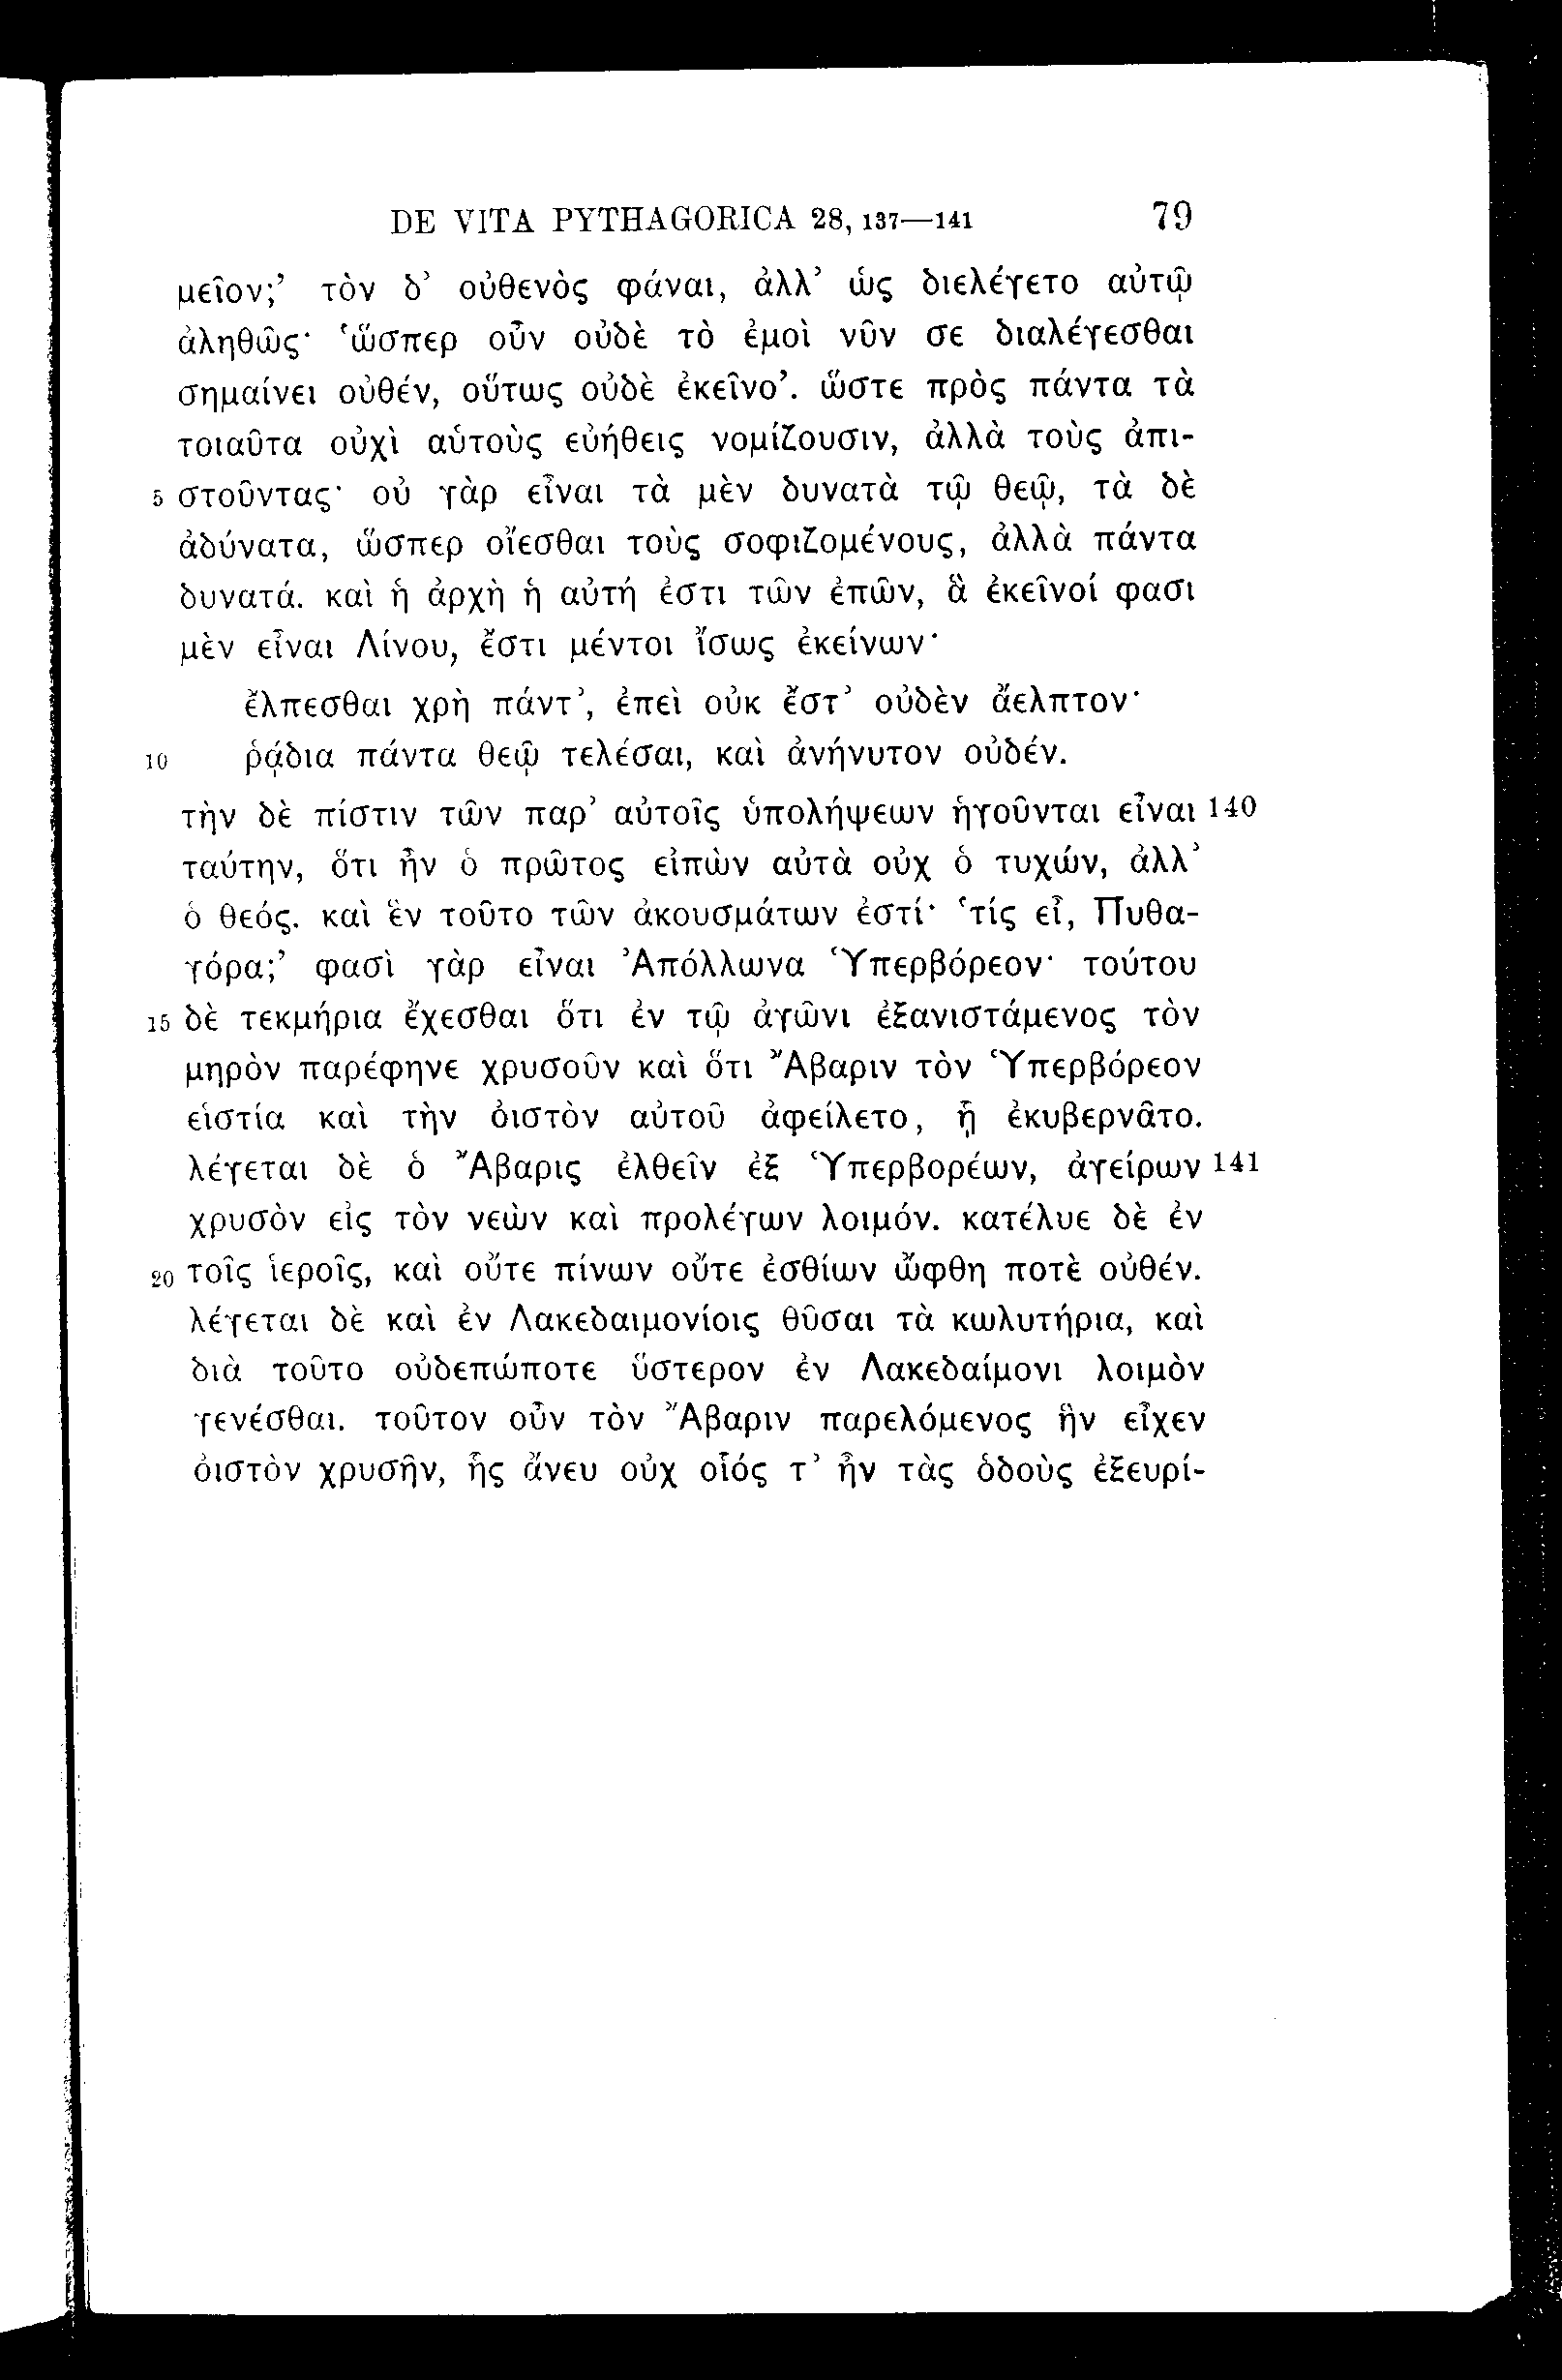 DE VITA PYTHAGORICA 28, 137—141 79
μεῖον;’ τὸν δ’ οὐθενὸς φάναι, ἀλλ’ ὡς διελέγετο αὐτῷ
ἀληθῶς· ‘ὥσπερ οὖν οὐδὲ τὸ ἐμοὶ νῦν σε διαλέγεσθαι
σημαίνει οὐθέν, οὕτως οὐδὲ ἐκεῖνο’. ὥστε πρὸς πάντα τὰ
τοιαῦτα οὐχὶ αὑτοὺς εὐήθεις νομίζουσιν, ἀλλὰ τοὺς ἀπι-
5 στοῦντας· οὐ γὰρ εἶναι τὰ μὲν δυνατὰ τῷ θεῷ, τὰ δὲ
ἀδύνατα, ὥσπερ οἴεσθαι τοὺς σοφιζομένους, ἀλλὰ πάντα
δυνατά. καὶ ἡ ἀρχὴ ἡ αὐτή ἐστι τῶν ἐπῶν, ἃ ἐκεῖνοί φασι
μὲν εἶναι Λίνου, ἔστι μέντοι ἴσως ἐκείνων·
ἔλπεσθαι χρὴ πάντ’, ἐπεὶ οὐκ ἔστ’ οὐδὲν ἄελπτον·
10 ῥᾴδια πάντα θεῷ τελέσαι, καὶ ἀνήνυτον οὐδέν.
τὴν δὲ πίστιν τῶν παρ’ αὐτοῖς ὑπολήψεων ἡγοῦνται εἶναι 140
ταύτην, ὅτι ἦν ὁ πρῶτος εἰπὼν αὐτὰ οὐχ ὁ τυχών, ἀλλ’
ὁ θεός. καὶ ἓν τοῦτο τῶν ἀκουσμάτων ἐστί· ‘τίς εἶ, Πυθα-
γόρα;’ φασὶ γὰρ εἶναι Ἀπόλλωνα Ὑπερβόρεον· τούτου
15 δὲ τεκμήρια ἔχεσθαι ὅτι ἐν τῷ ἀγῶνι ἐξανιστάμενος τὸν
μηρὸν παρέφηνε χρυσοῦν καὶ ὅτι Ἄβαριν τὸν Ὑπερβόρεον
εἱστία καὶ τὴν ὀιστὸν αὐτοῦ ἀφείλετο, ᾗ ἐκυβερνᾶτο.
λέγεται δὲ ὁ Ἄβαρις ἐλθεῖν ἐξ Ὑπερβορέων, ἀγείρων 141
χρυσὸν εἰς τὸν νεὼν καὶ προλέγων λοιμόν. κατέλυε δὲ ἐν
20 τοῖς ἱεροῖς, καὶ οὔτε πίνων οὔτε ἐσθίων ὤφθη ποτὲ οὐθέν.
λέγεται δὲ καὶ ἐν Λακεδαιμονίοις θῦσαι τὰ κωλυτήρια, καὶ
διὰ τοῦτο οὐδεπώποτε ὕστερον ἐν Λακεδαίμονι λοιμὸν
γενέσθαι. τοῦτον οὖν τὸν Ἄβαριν παρελόμενος ἣν εἶχεν
ὀιστὸν χρυσῆν, ἧς ἄνευ οὐχ οἷός τ’ ἦν τὰς ὁδοὺς ἐξευρί-